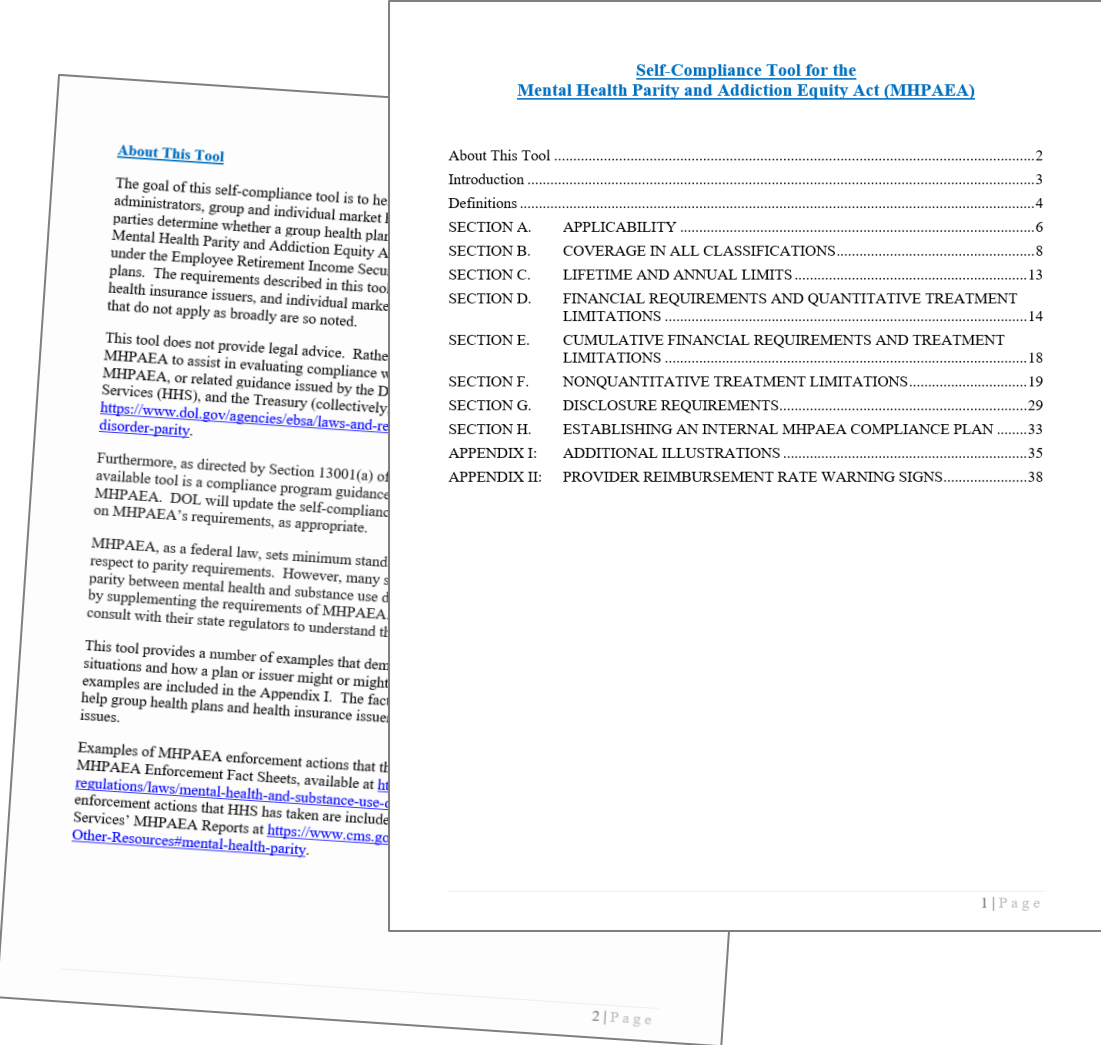 Self-Compliance Tool for the
Mental Health Parity and Addiction Equity Act (MHPAEA)
About This Tool ........ 2
Introduction ........ 3
Definitions ........ 4
SECTION A. APPLICABILITY ........ 6
SECTION B. COVERAGE IN ALL CLASSIFICATIONS ........ 8
SECTION C. LIFETIME AND ANNUAL LIMITS ........ 13
SECTION D. FINANCIAL REQUIREMENTS AND QUANTITATIVE TREATMENT
LIMITATIONS ........ 14
SECTION E. CUMULATIVE FINANCIAL REQUIREMENTS AND TREATMENT
LIMITATIONS ........ 18
SECTION F. NONQUANTITATIVE TREATMENT LIMITATIONS ........ 19
SECTION G. DISCLOSURE REQUIREMENTS ........ 29
SECTION H. ESTABLISHING AN INTERNAL MHPAEA COMPLIANCE PLAN ........ 33
APPENDIX I: ADDITIONAL ILLUSTRATIONS ........ 35
APPENDIX II: PROVIDER REIMBURSEMENT RATE WARNING SIGNS ........ 38
1 | Page
About This Tool
The goal of this self-compliance tool is to he
administrators, group and individual market
parties determine whether a group health plan
Mental Health Parity and Addiction Equity A
under the Employee Retirement Income Secu
plans. The requirements described in this tool
health insurance issuers, and individual marke
that do not apply as broadly are so noted.
This tool does not provide legal advice. Rathe
MHPAEA to assist in evaluating compliance w
MHPAEA, or related guidance issued by the D
Services (HHS), and the Treasury (collectively
https://www.dol.gov/agencies/ebsa/laws-and-re
disorder-parity.
Furthermore, as directed by Section 13001(a) of
available tool is a compliance program guidance
MHPAEA. DOL will update the self-complianc
on MHPAEA's requirements, as appropriate.
MHPAEA, as a federal law, sets minimum stand
respect to parity requirements. However, many s
parity between mental health and substance use d
by supplementing the requirements of MHPAEA.
consult with their state regulators to understand th
This tool provides a number of examples that dem
situations and how a plan or issuer might or might
examples are included in the Appendix I. The fact
help group health plans and health insurance issue
issues.
Examples of MHPAEA enforcement actions that th
MHPAEA Enforcement Fact Sheets, available at ht
regulations/laws/mental-health-and-substance-use-d
enforcement actions that HHS has taken are include
Services' MHPAEA Reports at https://www.cms.go
Other-Resources#mental-health-parity.
2 | Page